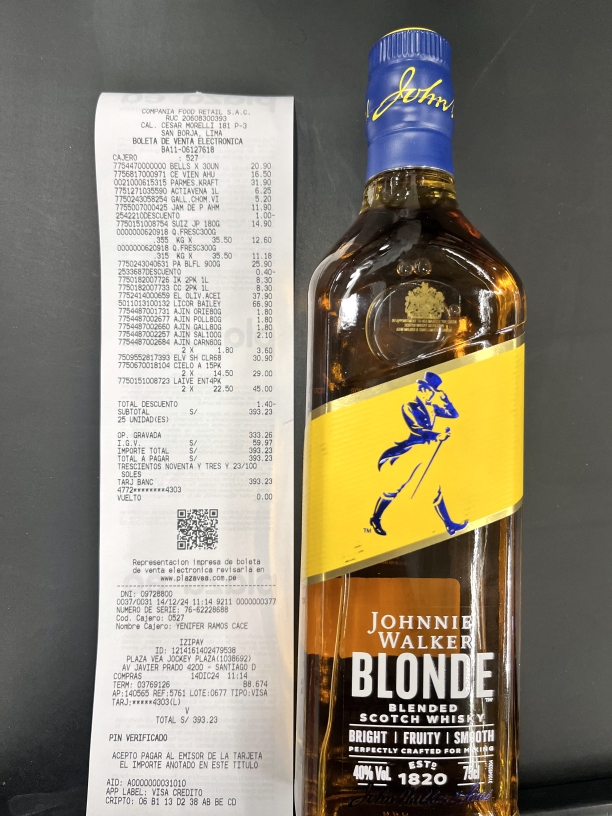 COMPANIA FOOD RETAIL S.A.C.
RUC 20608300393
CAL. CESAR MORELLI 181 P-3
SAN BORJA, LIMA
BOLETA DE VENTA ELECTRONICA
BA11-06127618
CAJERO : 527
7754470000000 BELLS X 30UN 20.90
7756817000971 CE VIEN AHU 16.50
0021000615315 PARMES.KRAFT 31.90
7751271035590 ACTIAVENA 1L 6.25
7750243058254 GALL.CHOM.VI 5.20
7755007000425 JAM DE P AHM 11.90
2542210DESCUENTO 1.00-
7750151008754 SUIZ JP 180G 14.90
0000000620918 Q.FRESC300G
.355 KG X 35.50 12.60
0000000620918 Q.FRESC300G
.315 KG X 35.50 11.18
7750243040631 PA BLFL 900G 25.90
2533687DESCUENTO 0.40-
7750182007726 IK 2PK 1L 8.30
7750182007733 CC 2PK 1L 8.30
7752414000659 EL OLIV.ACEI 37.90
5011013100132 LICOR BAILEY 66.90
7754487001731 AJIN ORIE80G 1.80
7754487002677 AJIN POLL80G 1.80
7754487002660 AJIN GALL80G 1.80
7754487002257 AJIN SAL100G 2.10
7754487002684 AJIN CARN80G
2 X 1.80 3.60
7509552817393 ELV SH CLR68 30.90
7750670018104 CIELO A 15PK
2 X 14.50 29.00
7750151008723 LAIVE ENT4PK
2 X 22.50 45.00
TOTAL DESCUENTO 1.40-
SUBTOTAL S/ 393.23
25 UNIDAD(ES)
OP. GRAVADA 333.26
I.G.V. S/ 59.97
IMPORTE TOTAL S/ 393.23
TOTAL A PAGAR S/ 393.23
TRESCIENTOS NOVENTA Y TRES Y 23/100
SOLES
TARJ BANC 393.23
4772********4303
VUELTO 0.00
Representacion impresa de boleta
de venta electronica revisarla en
www.plazavea.com.pe
DNI: 09728800
0037/0031 14/12/24 11:14 9211 0000000377
NUMERO DE SERIE: 76-62228688
Cod. Cajero: 0527
Nombre Cajero: YENIFER RAMOS CACE
IZIPAY
ID: 1214161402479538
PLAZA VEA JOCKEY PLAZA(1038692)
AV JAVIER PRADO 4200 - SANTIAGO D
COMPRAS 14DIC24 11:14
TERM: 03769126 B8.674
AP:140565 REF:5761 LOTE:0677 TIPO:VISA
TARJ:*****4303(L)
V
TOTAL S/ 393.23
PIN VERIFICADO
ACEPTO PAGAR AL EMISOR DE LA TARJETA
EL IMPORTE ANOTADO EN ESTE TITULO
AID: A0000000031010
APP LABEL: VISA CREDITO
CRIPTO: 06 B1 13 D2 38 AB BE CD
John
TM
JOHNNIE
WALKER
BLONDE™
BLENDED
SCOTCH WHISKY
BRIGHT | FRUITY | SMOOTH
PERFECTLY CRAFTED FOR MIXING
40% Vol. ESTD 1820 75cl